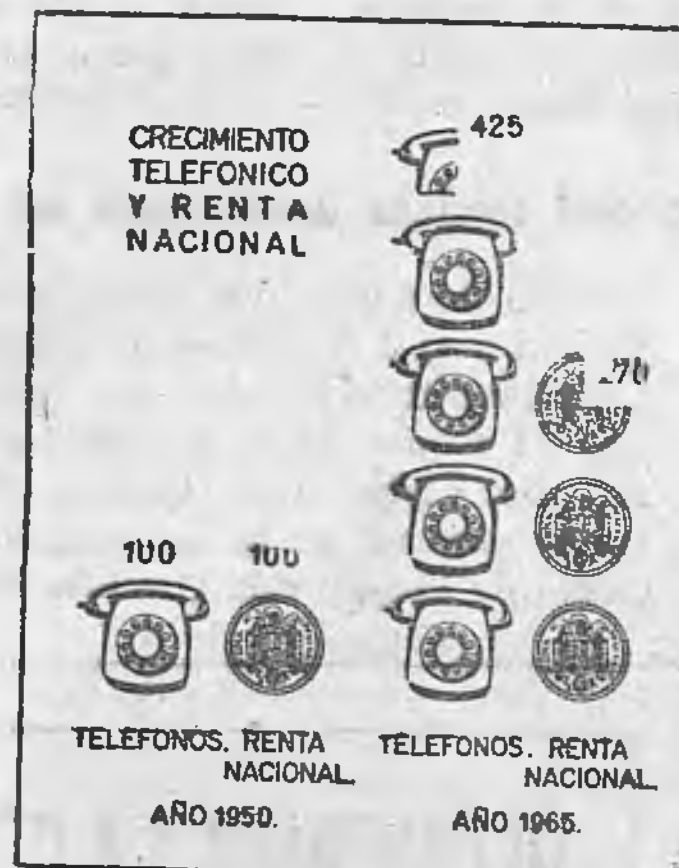 CRECIMIENTO
TELEFONICO
Y RENTA
NACIONAL
425
100 100
TELEFONOS. RENTA
NACIONAL.
AÑO 1950.
TELEFONOS. RENTA
NACIONAL.
AÑO 1965.